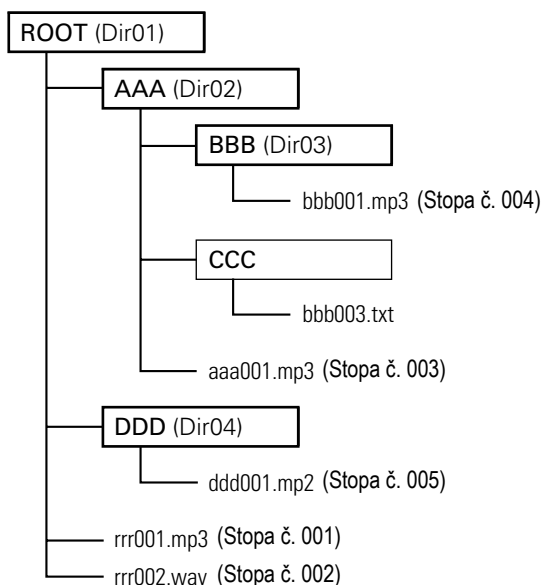 ROOT (Dir01)
AAA (Dir02)
BBB (Dir03)
bbb001.mp3 (Stopa č. 004)
CCC
bbb003.txt
aaa001.mp3 (Stopa č. 003)
DDD (Dir04)
ddd001.mp2 (Stopa č. 005)
rrr001.mp3 (Stopa č. 001)
rrr002.wav (Stopa č. 002)